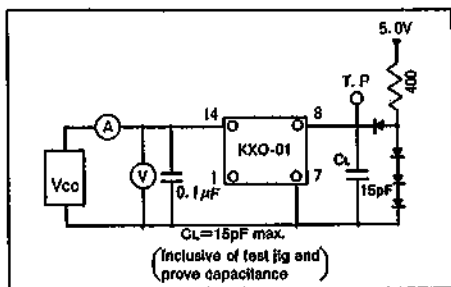 5.0V
400
T.P
A
14
8
KXO-01
Vcc
V
0.1μF
1
7
CL
15pF
CL=15pF max.
(Inclusive of test jig and
prove capacitance)